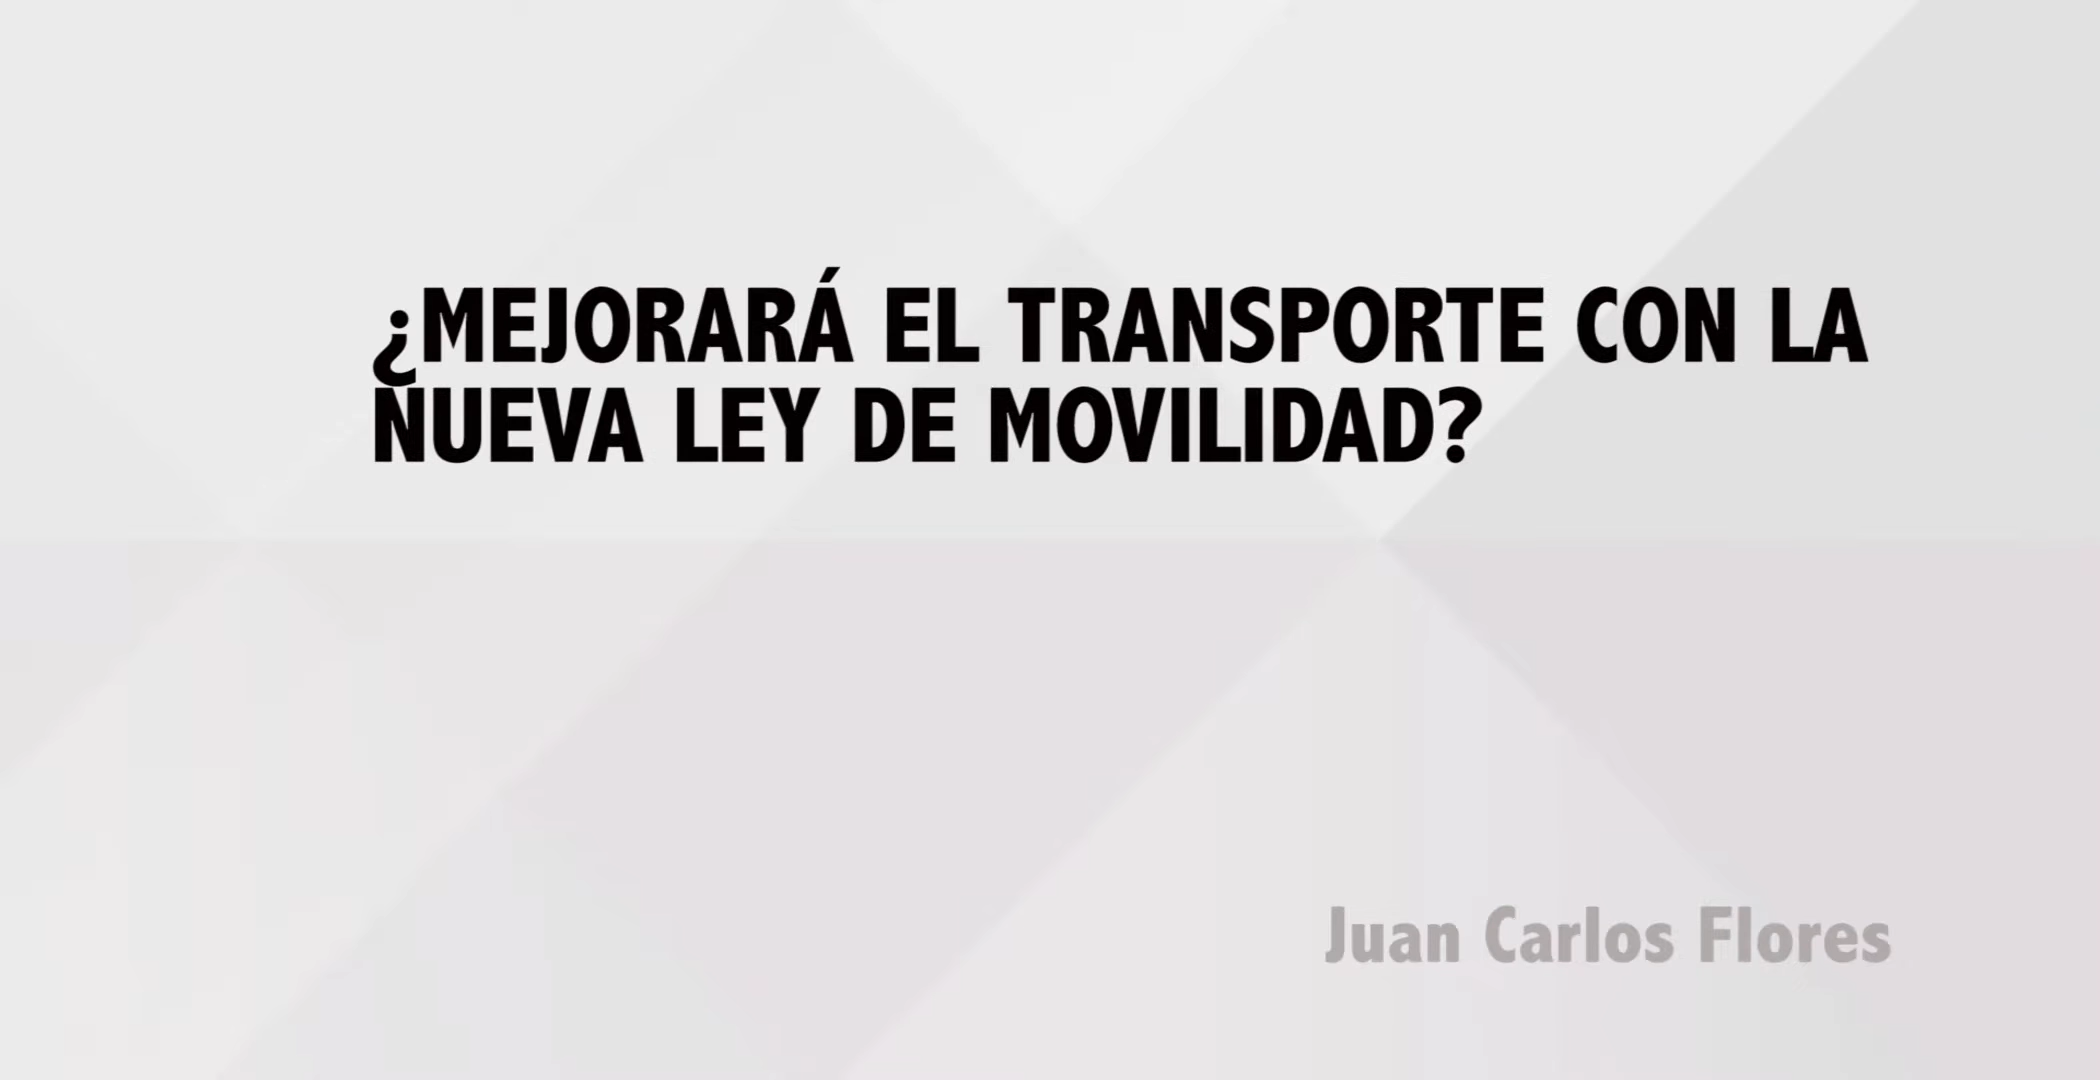 ¿MEJORARÁ EL TRANSPORTE CON LA
NUEVA LEY DE MOVILIDAD?
Juan Carlos Flores